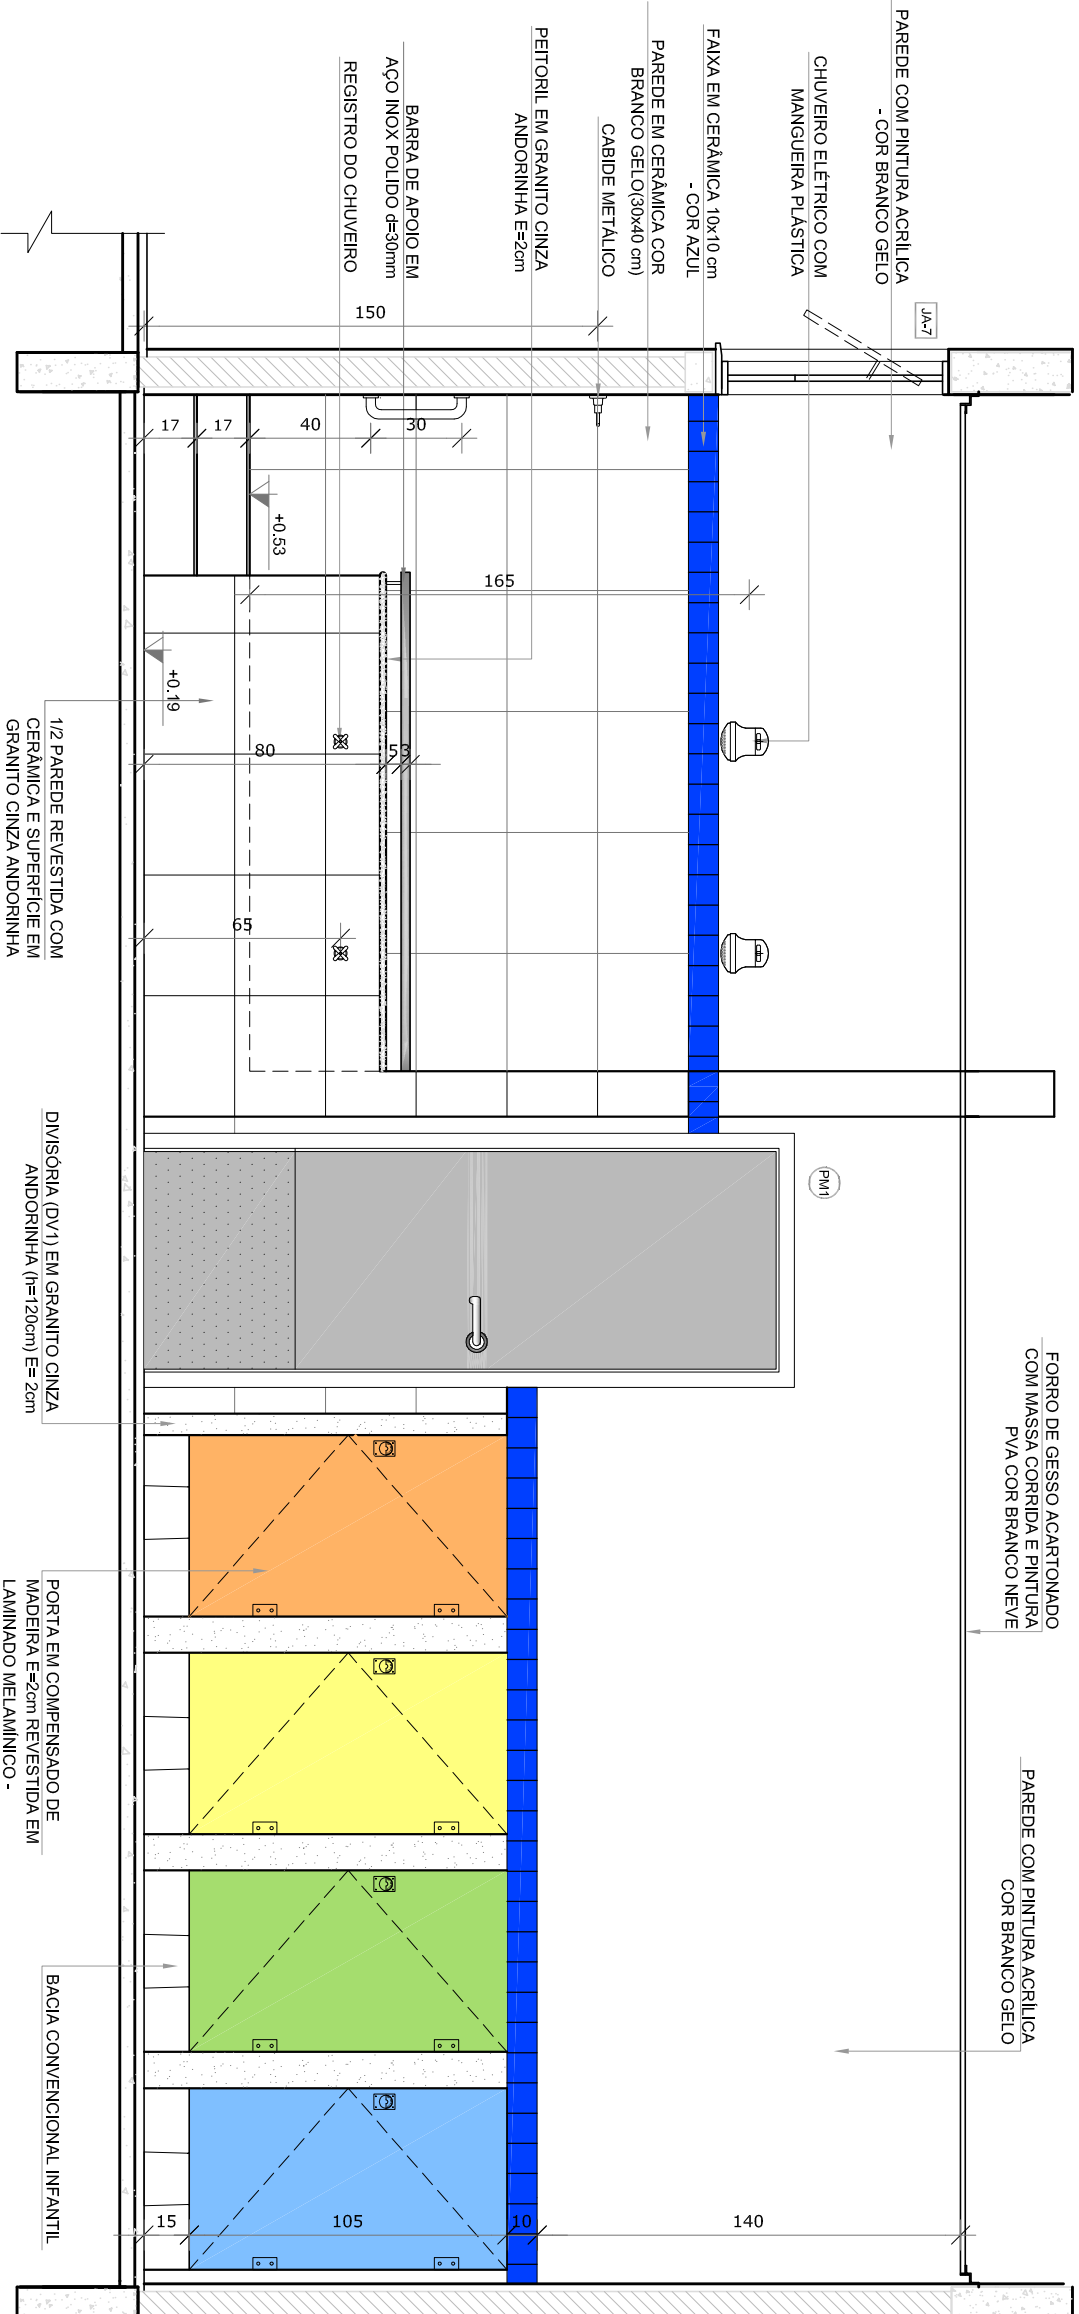 PAREDE COM PINTURA ACRÍLICA
- COR BRANCO GELO
CHUVEIRO ELÉTRICO COM
MANGUEIRA PLÁSTICA
FAIXA EM CERÂMICA 10x10 cm
- COR AZUL
PAREDE EM CERÂMICA COR
BRANCO GELO(30x40 cm)
CABIDE METÁLICO
PEITORIL EM GRANITO CINZA
ANDORINHA E=2cm
BARRA DE APOIO EM
AÇO INOX POLIDO d=30mm
REGISTRO DO CHUVEIRO
JA-7
150
17
17
40
30
+0.53
165
+0.19
80
5
3
65
PM1
1/2 PAREDE REVESTIDA COM
CERÂMICA E SUPERFÍCIE EM
GRANITO CINZA ANDORINHA
DIVISÓRIA (DV1) EM GRANITO CINZA
ANDORINHA (h=120cm) E= 2cm
FORRO DE GESSO ACARTONADO
COM MASSA CORRIDA E PINTURA
PVA COR BRANCO NEVE
PORTA EM COMPENSADO DE
MADEIRA E=2cm REVESTIDA EM
LAMINADO MELAMÍNICO -
PAREDE COM PINTURA ACRÍLICA
COR BRANCO GELO
BACIA CONVENCIONAL INFANTIL
15
105
10
140